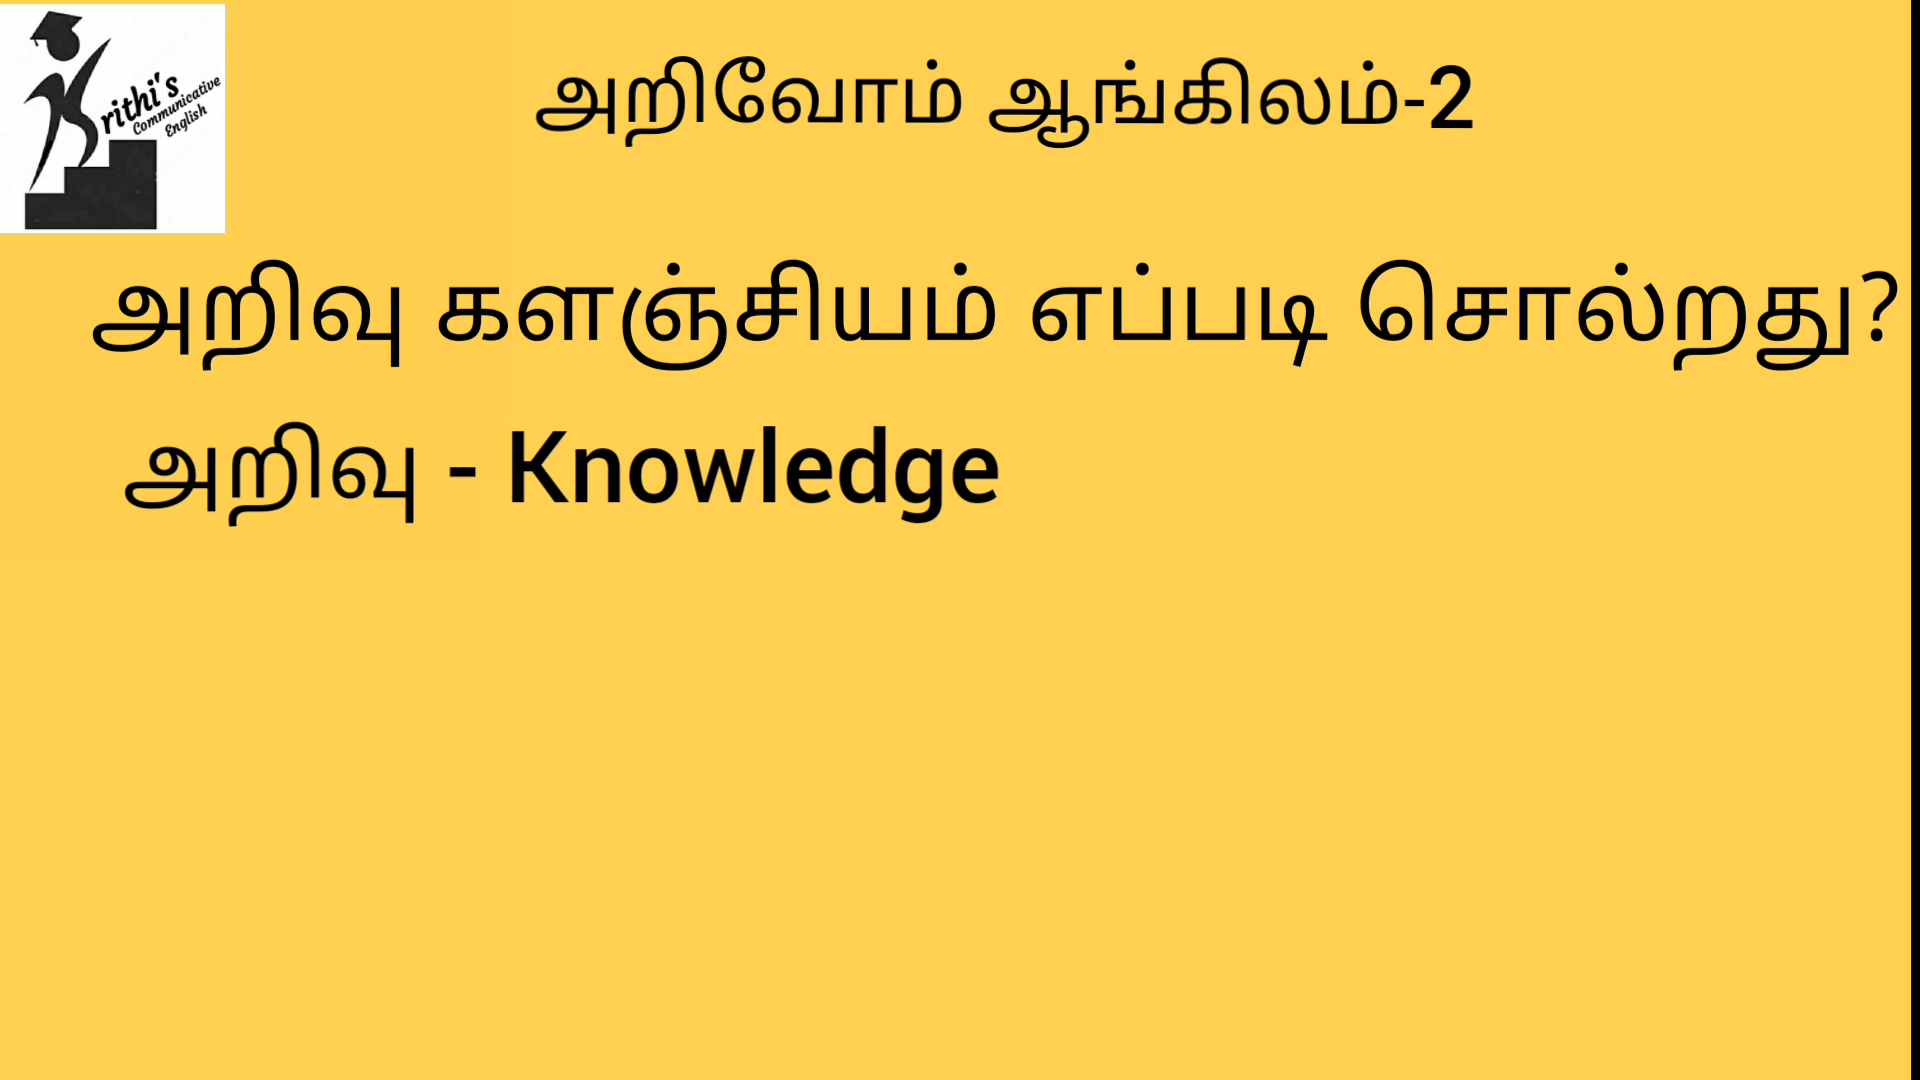 Krithi's
Communicative
English
அறிவோம் ஆங்கிலம்-2
அறிவு களஞ்சியம் எப்படி சொல்றது?
அறிவு - Knowledge